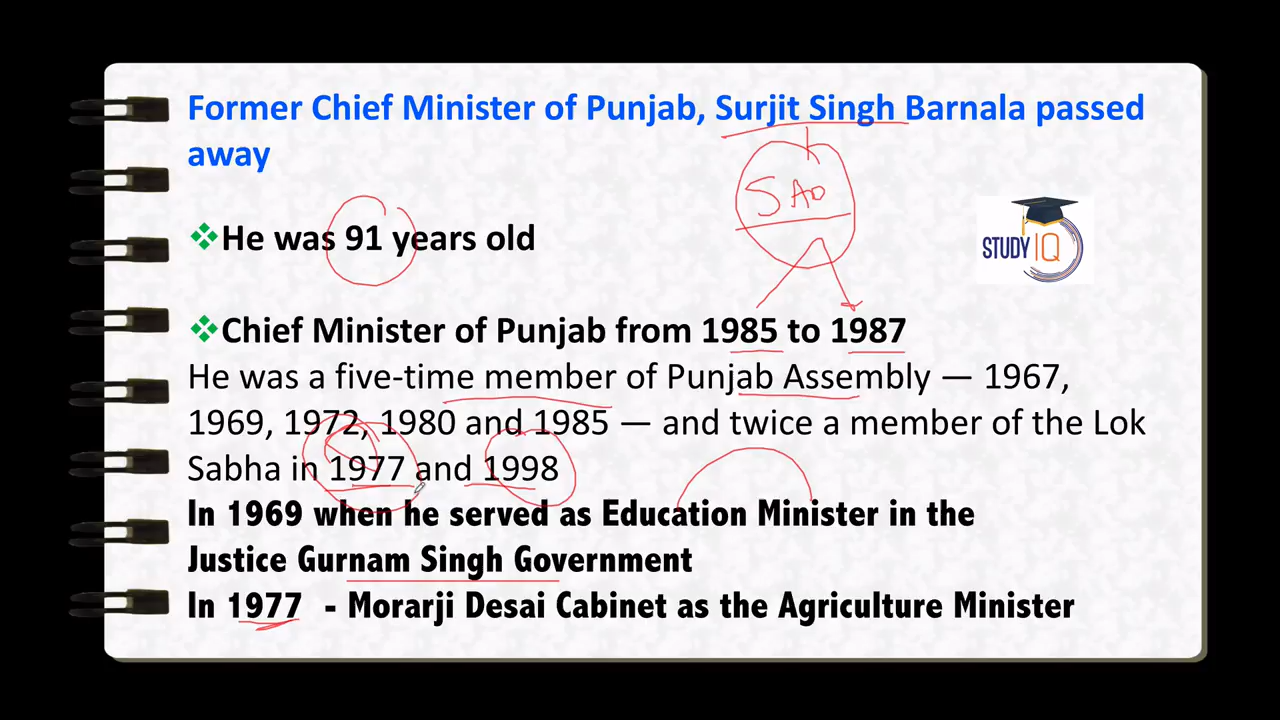 Former Chief Minister of Punjab, Surjit Singh Barnala passed
away
SAD
❖He was 91 years old
STUDY IQ
❖Chief Minister of Punjab from 1985 to 1987
He was a five-time member of Punjab Assembly — 1967,
1969, 1972, 1980 and 1985 — and twice a member of the Lok
Sabha in 1977 and 1998
In 1969 when he served as Education Minister in the
Justice Gurnam Singh Government
In 1977 - Morarji Desai Cabinet as the Agriculture Minister